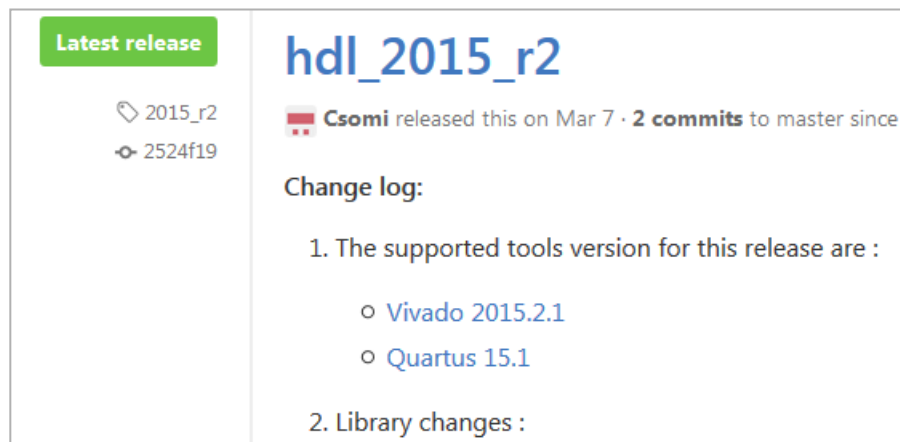 Latest release
2015_r2
2524f19
hdl_2015_r2
Csomi released this on Mar 7 · 2 commits to master since
Change log:
1. The supported tools version for this release are :
Vivado 2015.2.1
Quartus 15.1
2. Library changes :